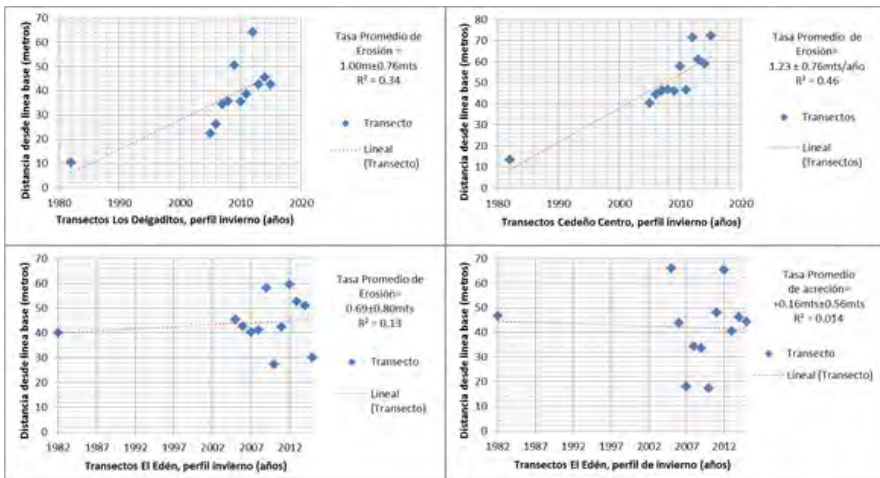 70
60
50
40
30
20
10
0
1980 1990 2000 2010 2020
Distancia desde linea base (metros)
Transectos Los Delgaditos, perfil invierno (años)
Tasa Promedio de
Erosión =
1.00m±0.76mts
R² = 0.34
Transecto
Lineal
(Transecto)
80
70
60
50
40
30
20
10
0
1980 1990 2000 2010 2020
Distancia desde linea base (metros)
Transectos Cedeño Centro, perfil invierno (años)
Tasa Promedio de
Erosión=
1.23 ± 0.76mts/año
R² = 0.46
Transectos
Lineal
(Transectos)
70
60
50
40
30
20
10
0
1982 1987 1992 1997 2002 2007 2012
Distancia desde linea base (metros)
Transectos El Edén, perfil invierno (años)
Tasa Promedio de
Erosión=
0.69±0.80mts
R² = 0.13
Transecto
Lineal
(Transecto)
70
60
50
40
30
20
10
0
1982 1987 1992 1997 2002 2007 2012
Distancia desde linea base (metros)
Transectos El Edén, perfil de invierno (años)
Tasa Promedio
de acreción=
+0.16mts±0.56mts
R² = 0.014
Transecto
Lineal (Transecto)